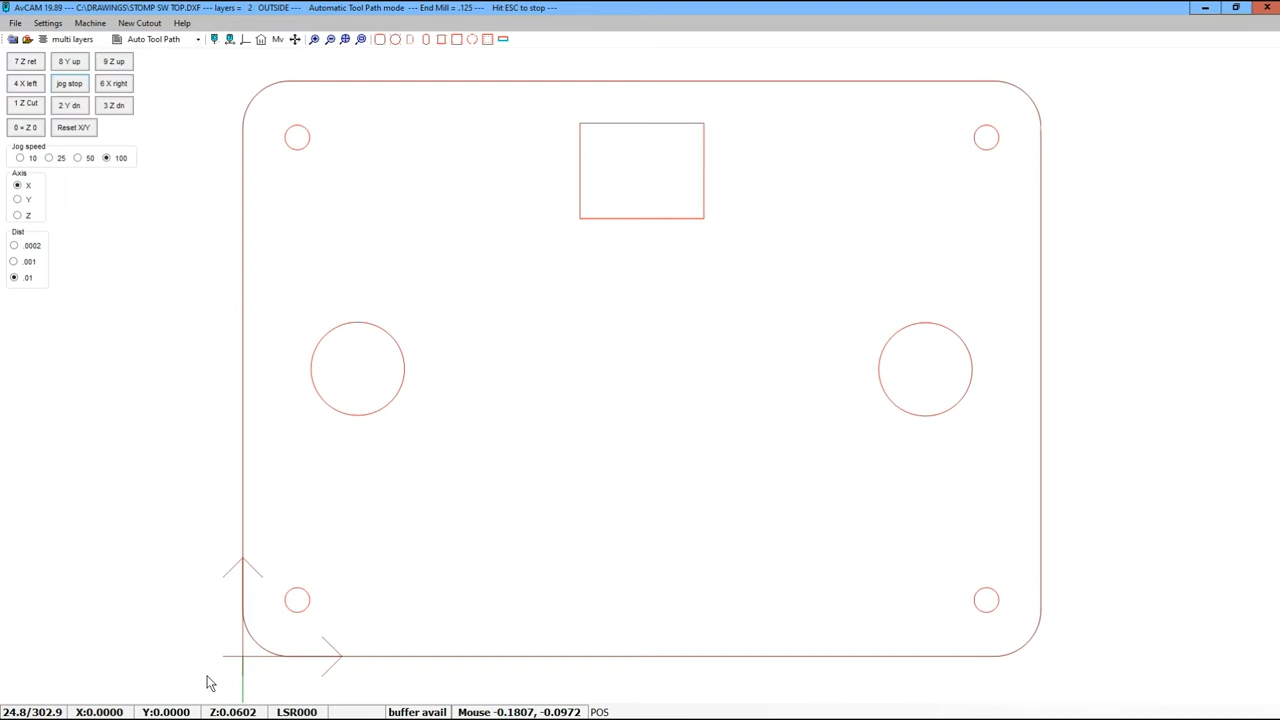 AvCAM 19.89 --- C:\DRAWINGS\STOMP SW TOP.DXF --- layers = 2 OUTSIDE --- Automatic Tool Path mode --- End Mill = .125 --- Hit ESC to stop ---
File Settings Machine New Cutout Help
multi layers Auto Tool Path Mv
7 Z ret 8 Y up 9 Z up
4 X left jog stop 6 X right
1 Z Cut 2 Y dn 3 Z dn
0 = Z 0 Reset X/Y
Jog speed
10 25 50 100
Axis
X
Y
Z
Dist
.0002
.001
.01
24.8/302.9 X:0.0000 Y:0.0000 Z:0.0602 LSR000 buffer avail Mouse -0.1807, -0.0972 POS